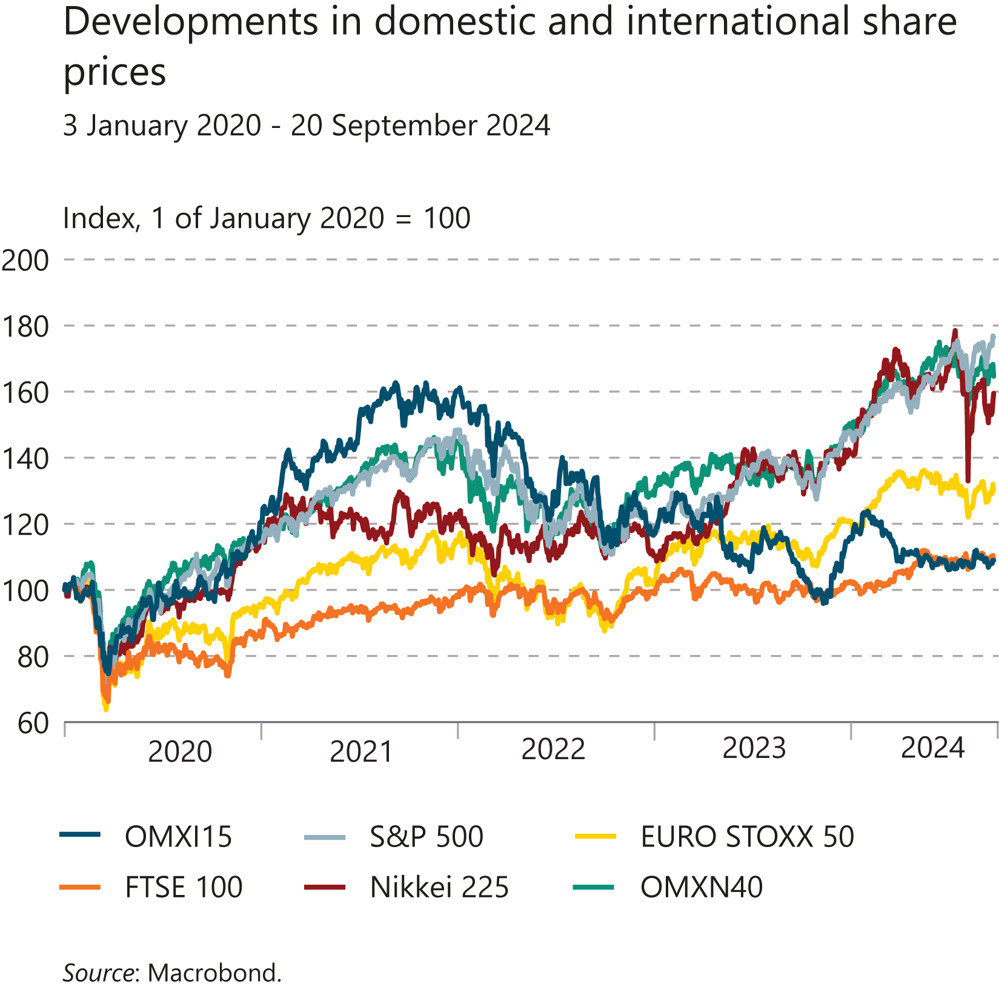 Developments in domestic and international share
prices
3 January 2020 - 20 September 2024
Index, 1 of January 2020 = 100
200
180
160
140
120
100
80
60
2020 2021 2022 2023 2024
OMXI15 S&P 500 EURO STOXX 50
FTSE 100 Nikkei 225 OMXN40
Source: Macrobond.